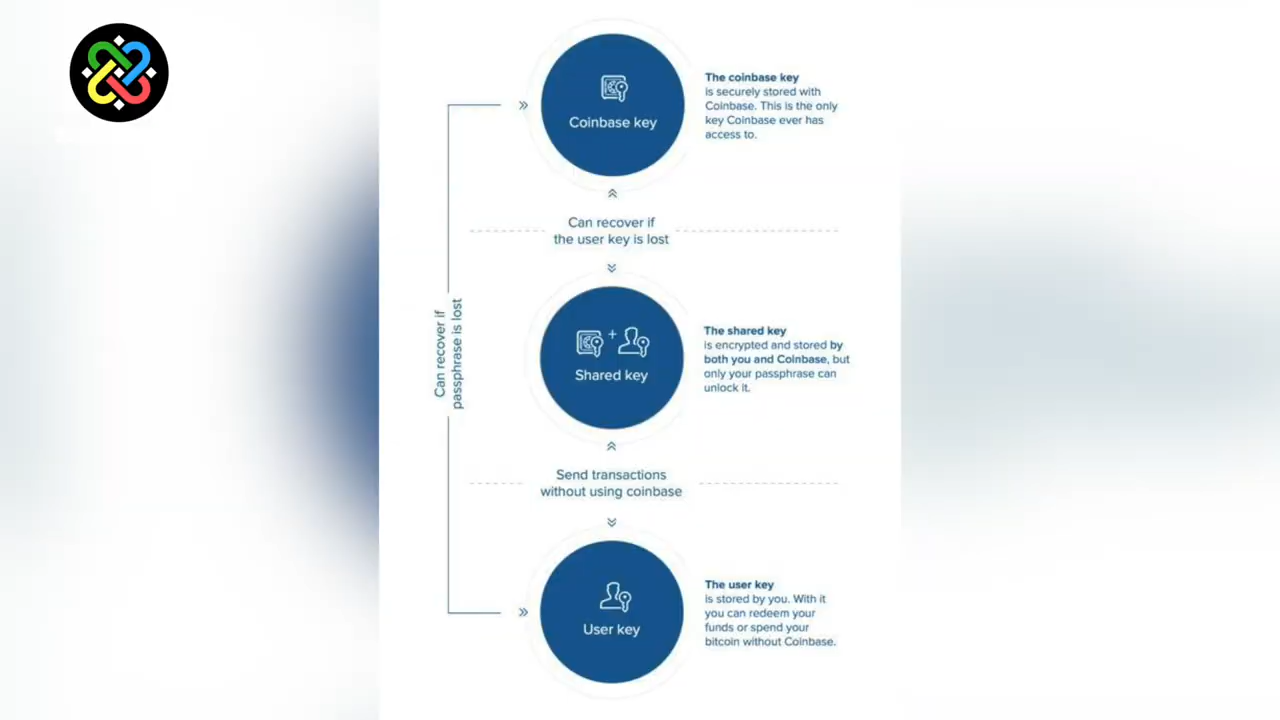 Coinbase key
The coinbase key
is securely stored with
Coinbase. This is the only
key Coinbase ever has
access to.
Can recover if
the user key is lost
Can recover if
passphrase is lost
Shared key
The shared key
is encrypted and stored by
both you and Coinbase, but
only your passphrase can
unlock it.
Send transactions
without using coinbase
User key
The user key
is stored by you. With it
you can redeem your
funds or spend your
bitcoin without Coinbase.